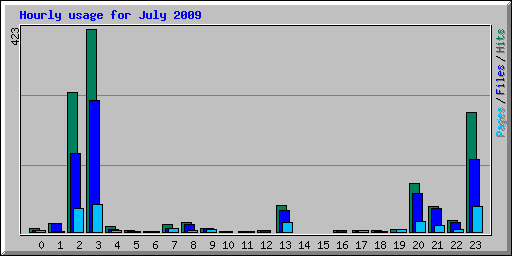 Hourly usage for July 2009
423
Pages / Files / Hits
0 1 2 3 4 5 6 7 8 9 10 11 12 13 14 15 16 17 18 19 20 21 22 23